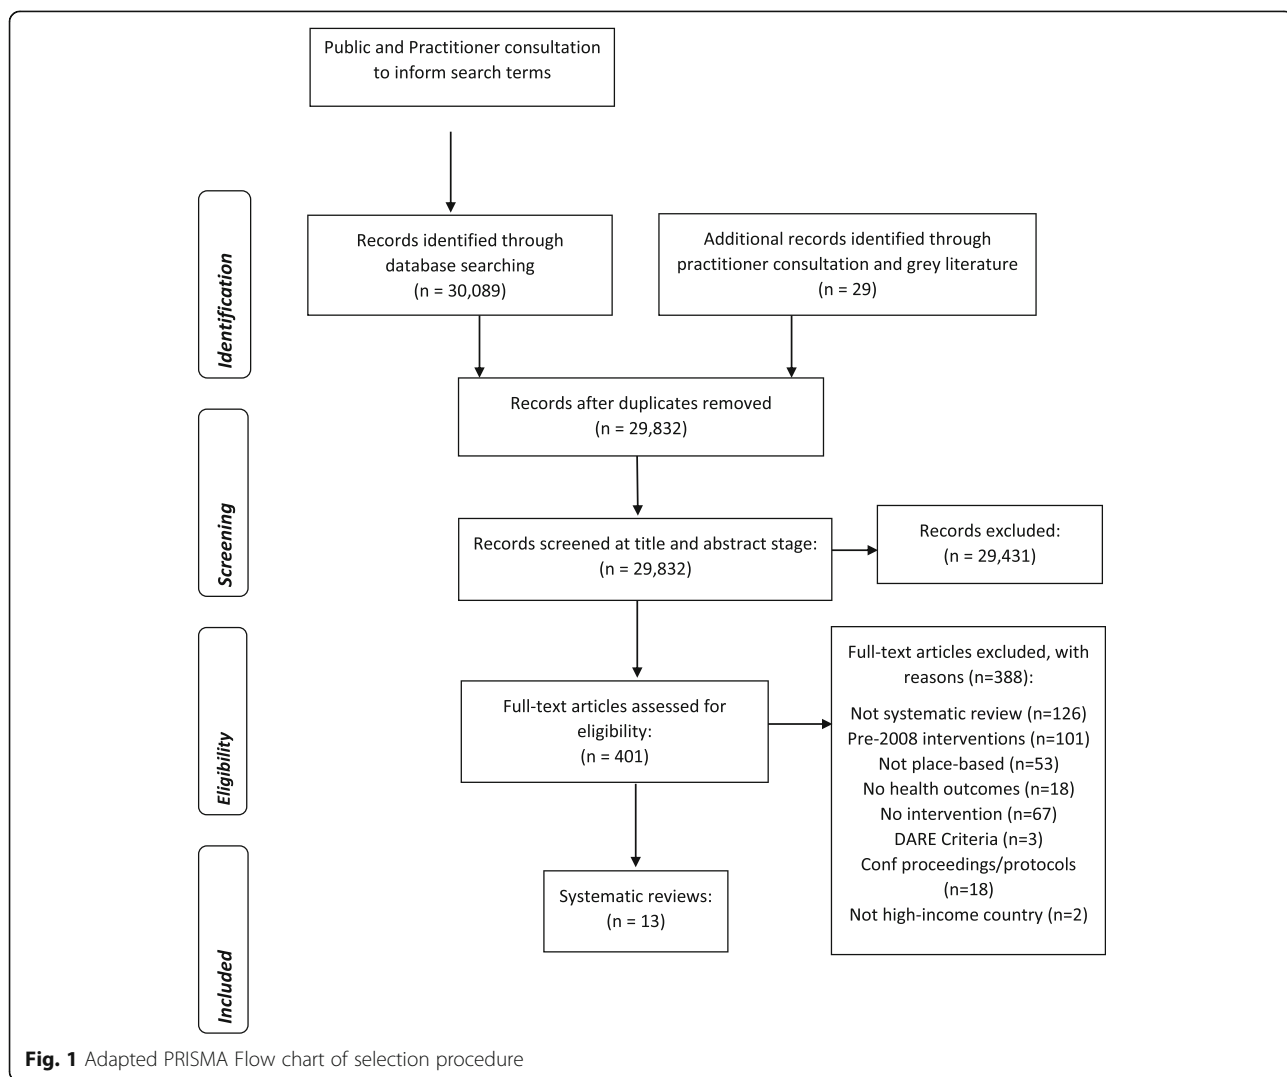 Public and Practitioner consultation
to inform search terms
Identification
Records identified through
database searching
(n = 30,089)
Additional records identified through
practitioner consultation and grey literature
(n = 29)
Records after duplicates removed
(n = 29,832)
Screening
Records screened at title and abstract stage:
(n = 29,832)
Records excluded:
(n = 29,431)
Eligibility
Full-text articles assessed for
eligibility:
(n = 401)
Full-text articles excluded, with
reasons (n=388):
Not systematic review (n=126)
Pre-2008 interventions (n=101)
Not place-based (n=53)
No health outcomes (n=18)
No intervention (n=67)
DARE Criteria (n=3)
Conf proceedings/protocols
(n=18)
Not high-income country (n=2)
Included
Systematic reviews:
(n = 13)
Fig. 1 Adapted PRISMA Flow chart of selection procedure